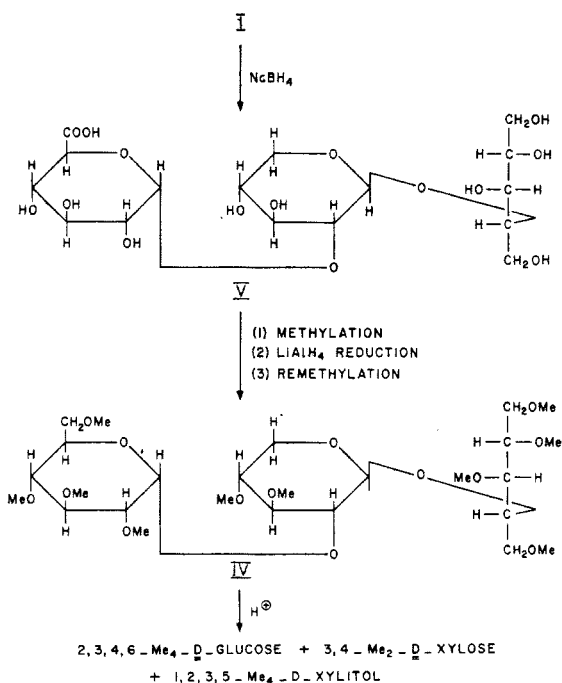 I
NaBH₄
COOH
CH₂OH
O H H O H
H—C—OH
H H H H
HO—C—H
OH OH H O
HO H HO H H
H—C
H OH H
O CH₂OH
V
(1) METHYLATION
(2) LiAlH₄ REDUCTION
(3) REMETHYLATION
CH₂OMe H CH₂OMe
O H H O H
H—C—OMe
H H H H
MeO—C—H
MeO OMe H MeO OMe H O
H—C
H OMe H
O CH₂OMe
IV
H⊕
2,3,4,6-Me₄-D-GLUCOSE + 3,4-Me₂-D-XYLOSE
+ 1,2,3,5-Me₄-D-XYLITOL